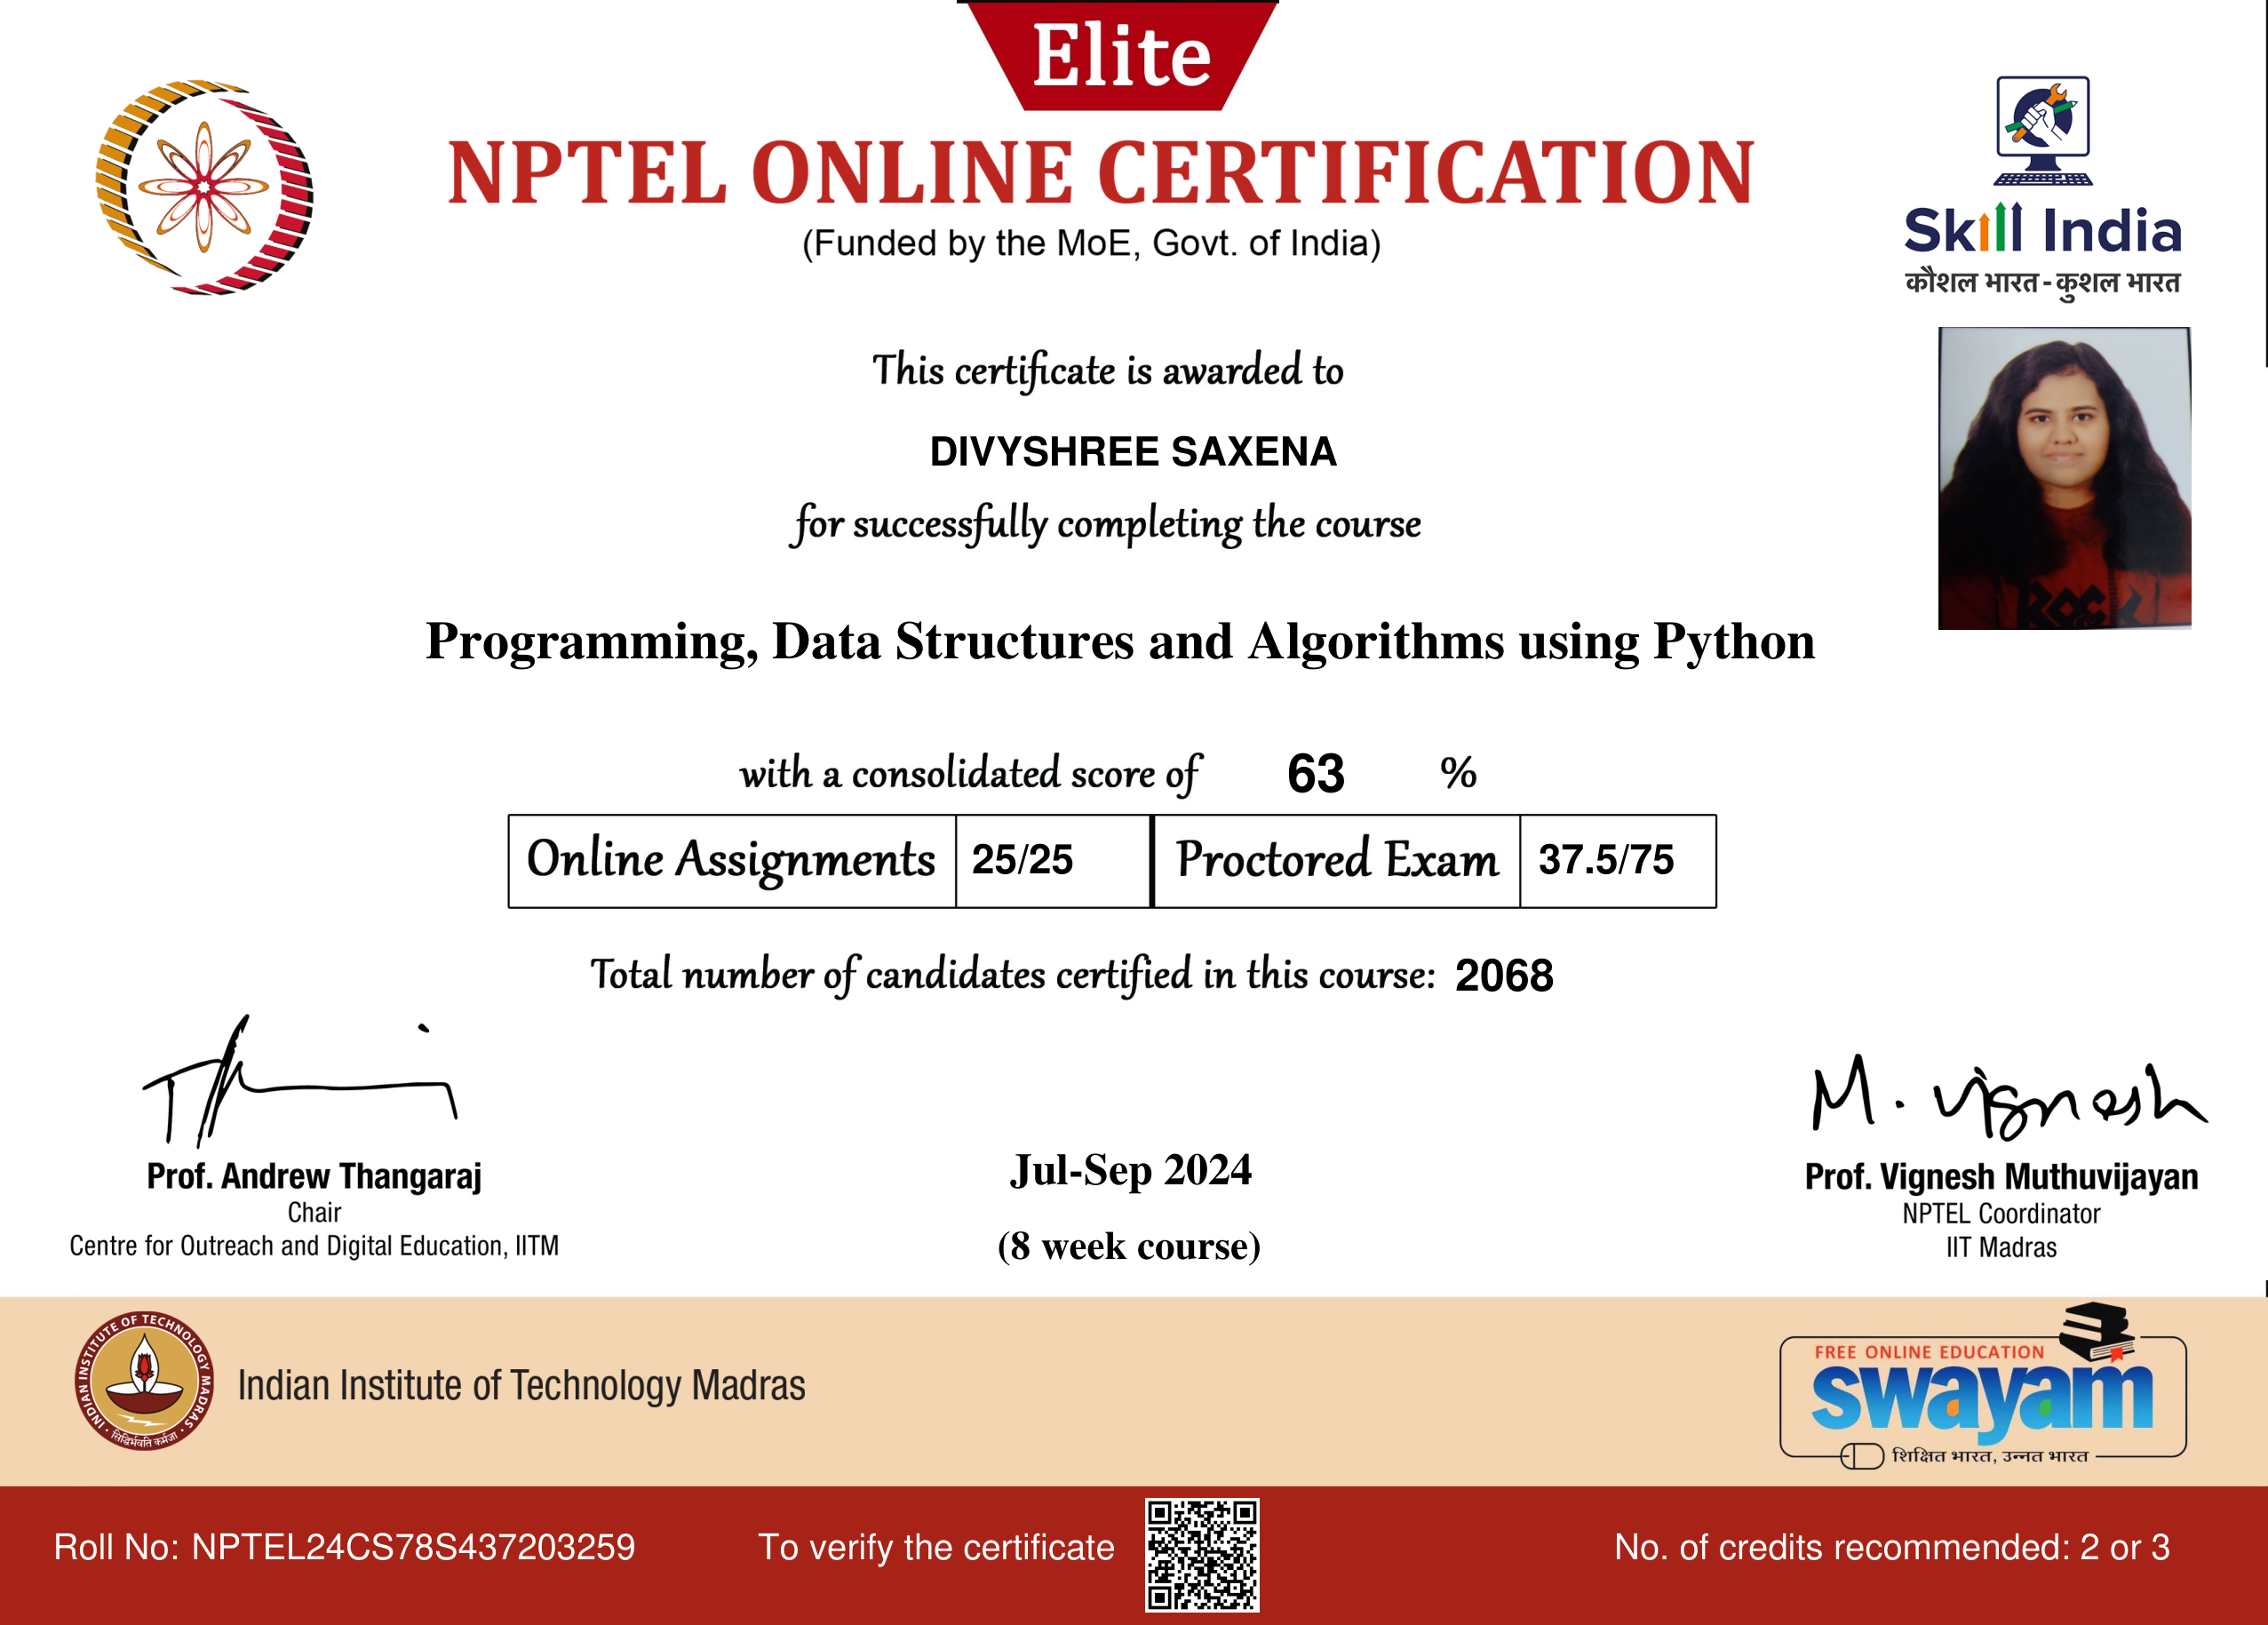 Elite
NPTEL ONLINE CERTIFICATION
(Funded by the MoE, Govt. of India)
Skill India
कौशल भारत - कुशल भारत
This certificate is awarded to
DIVYSHREE SAXENA
for successfully completing the course
Programming, Data Structures and Algorithms using Python
with a consolidated score of 63 %
Online Assignments 25/25 Proctored Exam 37.5/75
Total number of candidates certified in this course: 2068
M. Vignesh
Prof. Andrew Thangaraj
Chair
Centre for Outreach and Digital Education, IITM
Jul-Sep 2024
(8 week course)
Prof. Vignesh Muthuvijayan
NPTEL Coordinator
IIT Madras
INDIAN INSTITUTE OF TECHNOLOGY MADRAS
सिद्धिर्भवति कर्मजा
Indian Institute of Technology Madras
FREE ONLINE EDUCATION
swayam
शिक्षित भारत, उन्नत भारत
Roll No: NPTEL24CS78S437203259
To verify the certificate
No. of credits recommended: 2 or 3